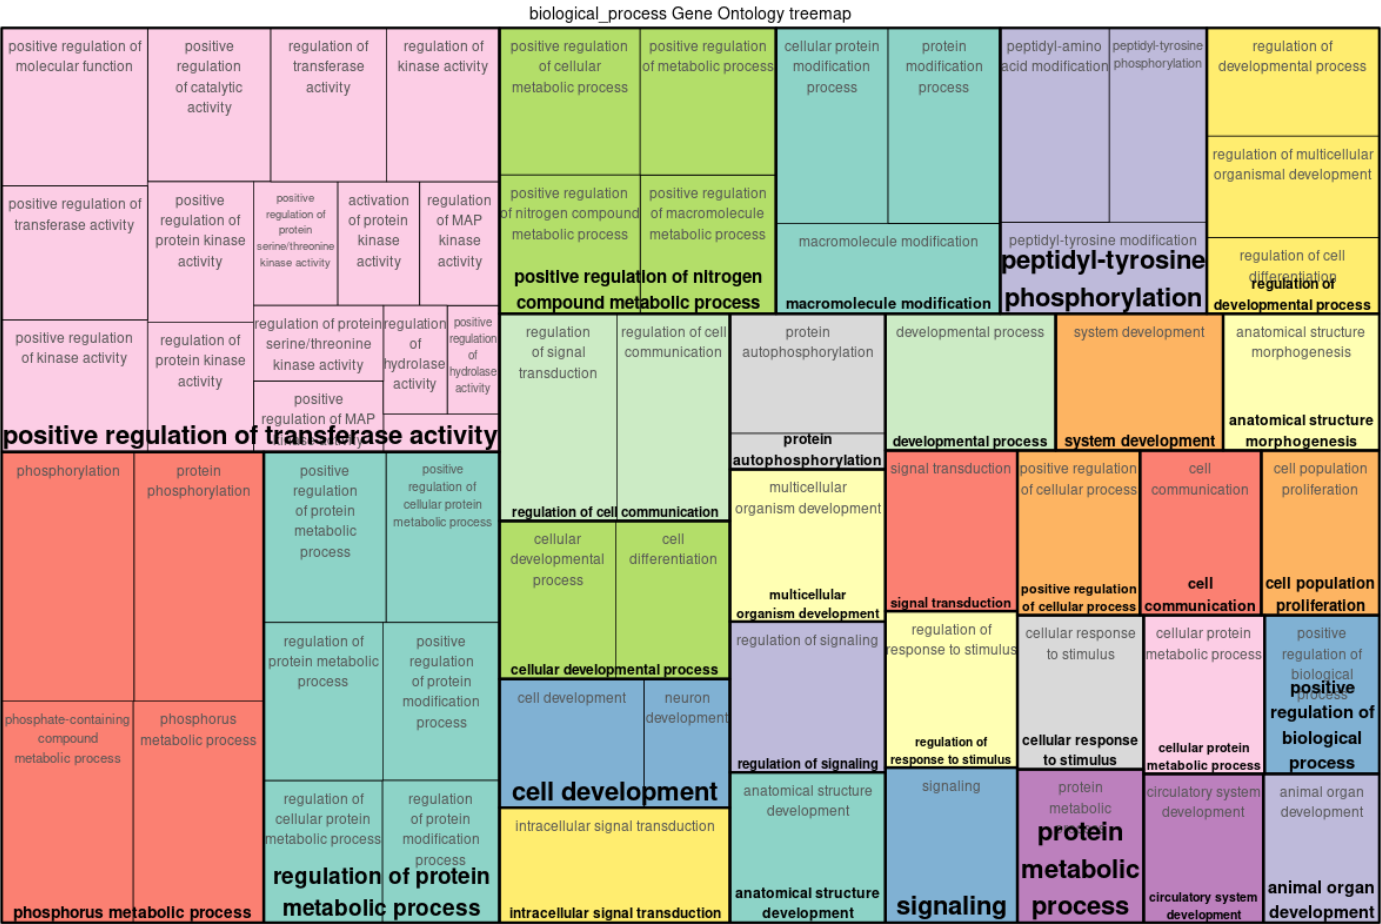 biological_process Gene Ontology treemap
positive regulation of
molecular function
positive
regulation
of catalytic
activity
regulation of
transferase
activity
regulation of
kinase activity
positive regulation of
transferase activity
positive
regulation of
protein kinase
activity
positive
regulation of
protein
serine/threonine
kinase activity
activation
of protein
kinase
activity
regulation
of MAP
kinase
activity
positive regulation
of kinase activity
regulation of
protein kinase
activity
regulation of protein
serine/threonine
kinase activity
regulation
of
hydrolase
activity
positive
regulation
of
hydrolase
activity
positive
regulation of MAP
kinase activity
positive regulation of transferase activity
phosphorylation
protein
phosphorylation
phosphate-containing
compound
metabolic process
phosphorus
metabolic process
phosphorus metabolic process
positive
regulation
of protein
metabolic
process
positive
regulation of
cellular protein
metabolic process
regulation of
protein metabolic
process
positive
regulation
of protein
modification
process
regulation of
cellular protein
metabolic process
regulation
of protein
modification
process
regulation of protein
metabolic process
positive regulation
of cellular
metabolic process
positive regulation
of metabolic process
positive regulation
of nitrogen compound
metabolic process
positive regulation
of macromolecule
metabolic process
positive regulation of nitrogen
compound metabolic process
cellular protein
modification
process
protein
modification
process
macromolecule modification
macromolecule modification
peptidyl-amino
acid modification
peptidyl-tyrosine
phosphorylation
peptidyl-tyrosine modification
peptidyl-tyrosine
phosphorylation
regulation of
developmental process
regulation of multicellular
organismal development
regulation of cell
differentiation
regulation of
developmental process
regulation
of signal
transduction
regulation of cell
communication
regulation of cell communication
cellular
developmental
process
cell
differentiation
cellular developmental process
cell development
neuron
development
cell development
intracellular signal transduction
intracellular signal transduction
protein
autophosphorylation
protein
autophosphorylation
multicellular
organism development
multicellular
organism development
regulation of signaling
regulation of signaling
anatomical structure
development
anatomical structure
development
developmental process
developmental process
system development
system development
anatomical structure
morphogenesis
anatomical structure
morphogenesis
signal transduction
signal transduction
positive regulation
of cellular process
positive regulation
of cellular process
cell
communication
cell
communication
cell population
proliferation
cell population
proliferation
regulation of
response to stimulus
regulation of
response to stimulus
cellular response
to stimulus
cellular response
to stimulus
cellular protein
metabolic process
cellular protein
metabolic process
positive
regulation of
biological
process
positive
regulation of
biological
process
signaling
signaling
protein
metabolic
process
protein
metabolic
process
circulatory system
development
circulatory system
development
animal organ
development
animal organ
development